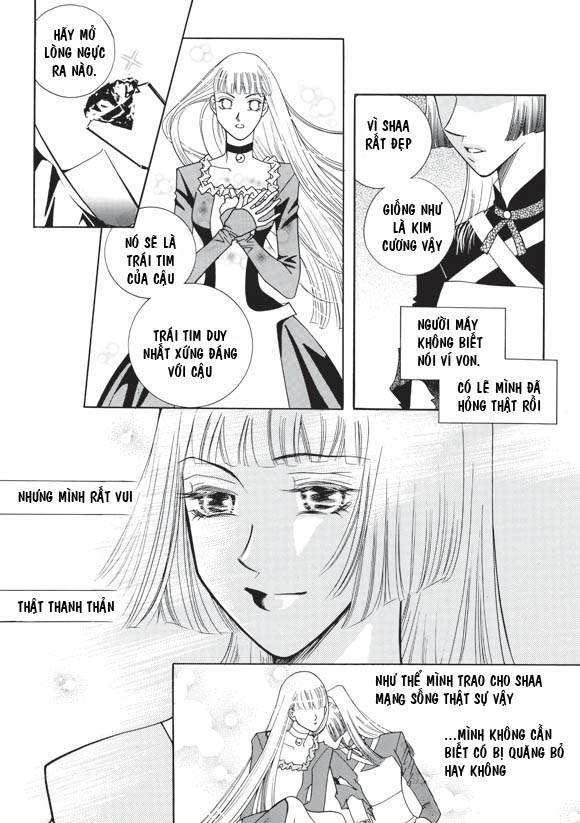 VÌ SHAA
RẤT ĐẸP
GIỐNG NHƯ
LÀ KIM
CƯƠNG VẬY
NGƯỜI MÁY
KHÔNG BIẾT
NÓI VÍ VON.
CÓ LẼ MÌNH ĐÃ
HỎNG THẬT RỒI
NÓ SẼ LÀ
TRÁI TIM
CỦA CẬU
TRÁI TIM DUY
NHẤT XỨNG ĐÁNG
VỚI CẬU
HÃY MỞ
LÒNG NGỰC
RA NÀO.
NHƯNG MÌNH RẤT VUI
THẬT THANH THẢN
NHƯ THỂ MÌNH TRAO CHO SHAA
MẠNG SỐNG THẬT SỰ VẬY
...MÌNH KHÔNG CẦN
BIẾT CÓ BỊ QUĂNG BỎ
HAY KHÔNG